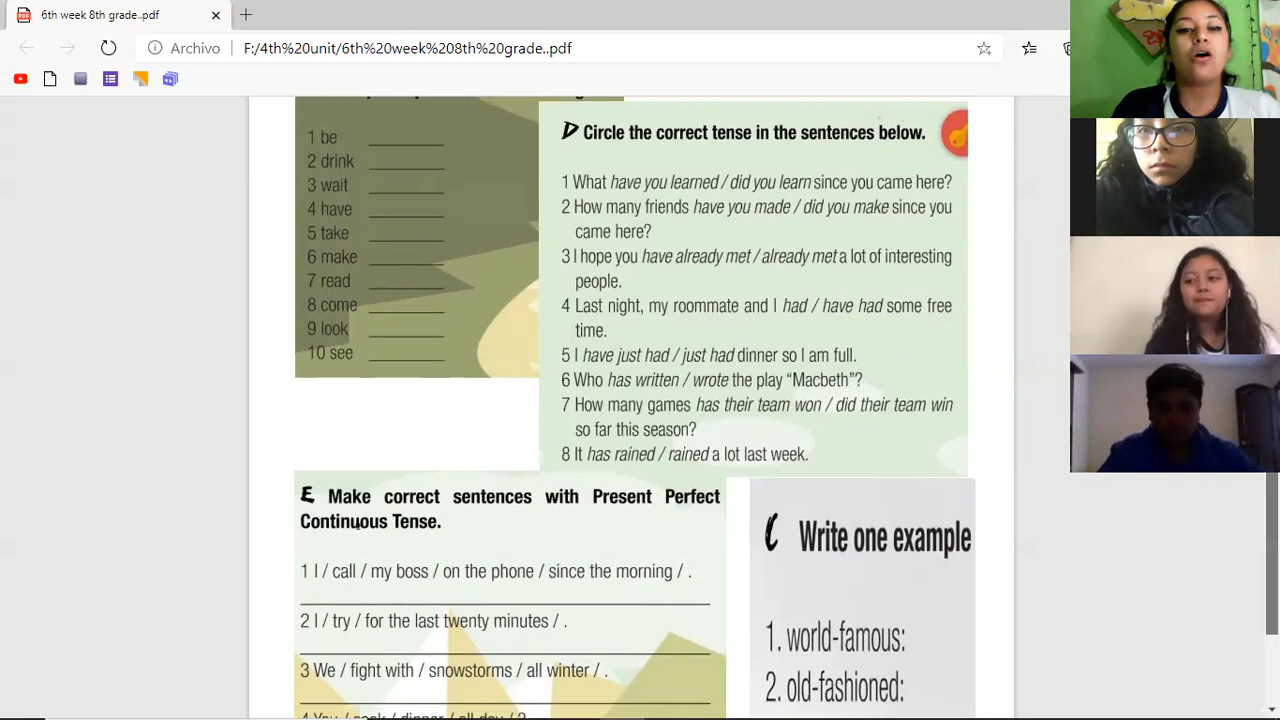 6th week 8th grade..pdf
Archivo
F:/4th%20unit/6th%20week%208th%20grade..pdf
1 be
2 drink
3 wait
4 have
5 take
6 make
7 read
8 come
9 look
10 see
D Circle the correct tense in the sentences below.
1 What have you learned / did you learn since you came here?
2 How many friends have you made / did you make since you
came here?
3 I hope you have already met / already met a lot of interesting
people.
4 Last night, my roommate and I had / have had some free
time.
5 I have just had / just had dinner so I am full.
6 Who has written / wrote the play “Macbeth”?
7 How many games has their team won / did their team win
so far this season?
8 It has rained / rained a lot last week.
E Make correct sentences with Present Perfect
Continuous Tense.
1 I / call / my boss / on the phone / since the morning / .
2 I / try / for the last twenty minutes / .
3 We / fight with / snowstorms / all winter / .
4 You / cook / dinner / all day / ?
C Write one example
1. world-famous:
2. old-fashioned: